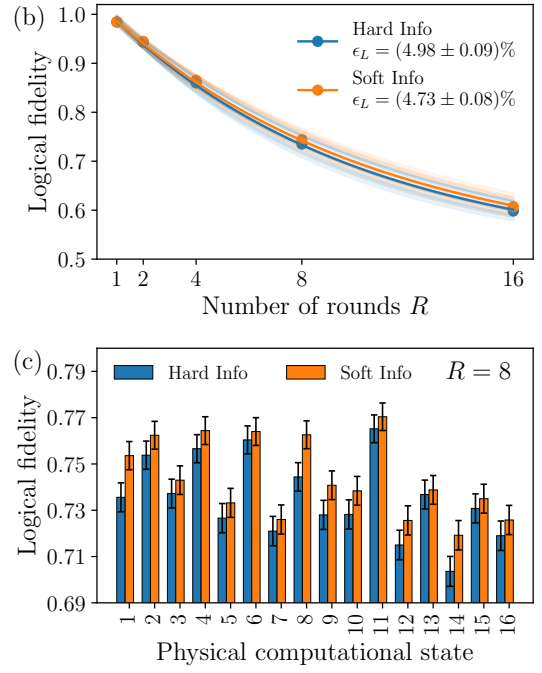 (b)
1.0
0.9
0.8
0.7
0.6
0.5
Logical fidelity
Hard Info
ϵ_L = (4.98 ± 0.09)%
Soft Info
ϵ_L = (4.73 ± 0.08)%
1 2 4 8 16
Number of rounds R
(c)
0.79
0.77
0.75
0.73
0.71
0.69
Logical fidelity
Hard Info Soft Info R = 8
1 2 3 4 5 6 7 8 9 10 11 12 13 14 15 16
Physical computational state